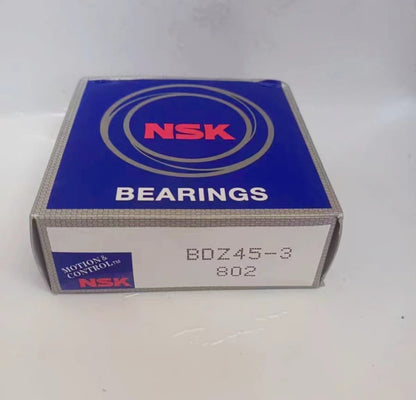 NSK
BEARINGS
MOTION &
CONTROL™
NSK
BDZ45-3
802